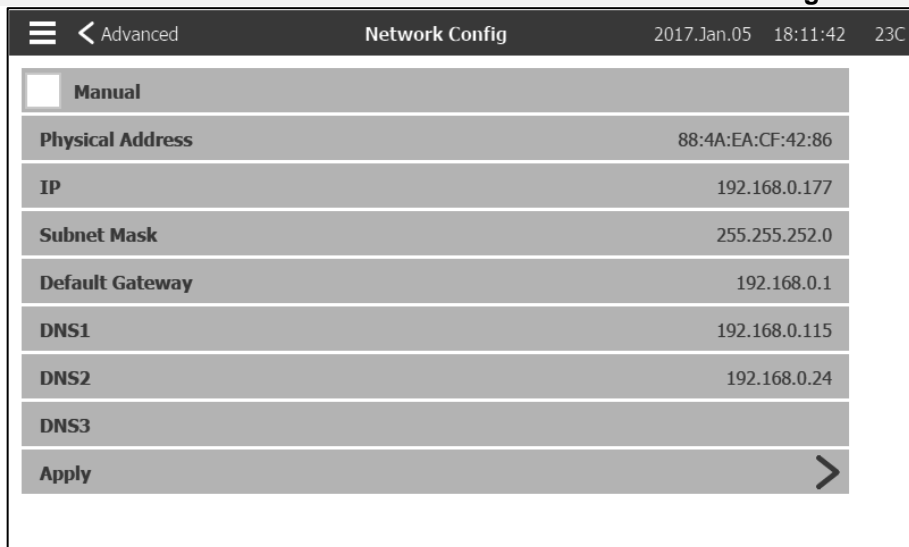 Advanced Network Config 2017.Jan.05 18:11:42 23C
Manual
Physical Address 88:4A:EA:CF:42:86
IP 192.168.0.177
Subnet Mask 255.255.252.0
Default Gateway 192.168.0.1
DNS1 192.168.0.115
DNS2 192.168.0.24
DNS3
Apply